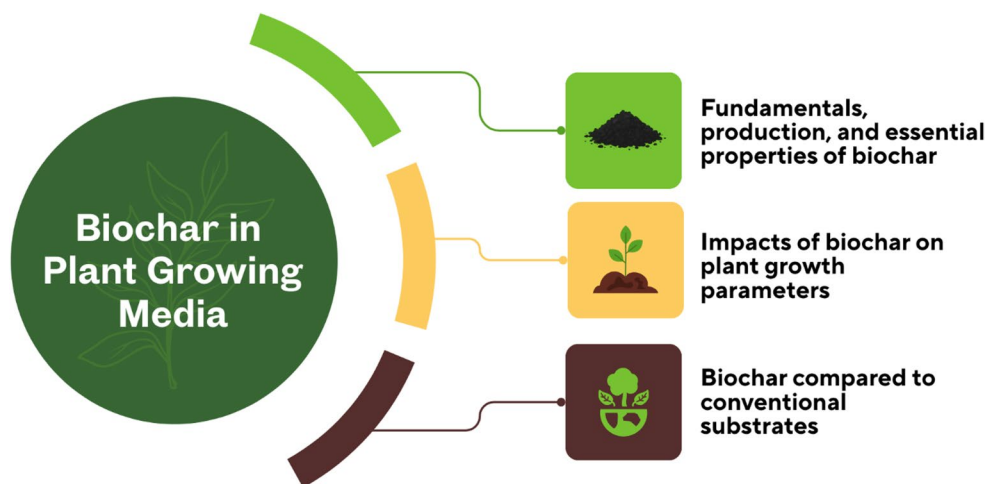 Biochar in
Plant Growing
Media
Fundamentals,
production, and essential
properties of biochar
Impacts of biochar on
plant growth
parameters
Biochar compared to
conventional
substrates